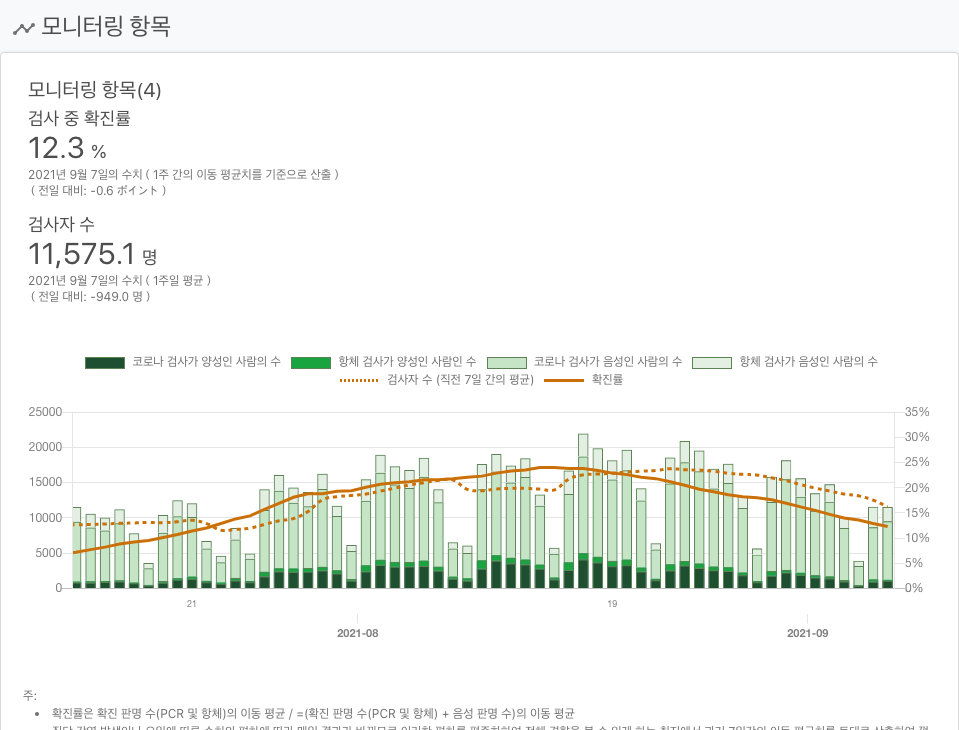 모니터링 항목
모니터링 항목(4)
검사 중 확진률
12.3 %
2021년 9월 7일의 수치 ( 1주 간의 이동 평균치를 기준으로 산출 )
( 전일 대비: -0.6 ポイント )
검사자 수
11,575.1 명
2021년 9월 7일의 수치 ( 1주일 평균 )
( 전일 대비: -949.0 명 )
코로나 검사가 양성인 사람의 수 항체 검사가 양성인 사람인 수 코로나 검사가 음성인 사람의 수 항체 검사가 음성인 사람의 수
검사자 수 (직전 7일 간의 평균) 확진률
25000 35%
30%
20000
25%
15000 20%
10000 15%
10%
5000
5%
0 0%
21 19
2021-08 2021-09
주:
• 확진률은 확진 판명 수(PCR 및 항체)의 이동 평균 / =(확진 판명 수(PCR 및 항체) + 음성 판명 수)의 이동 평균